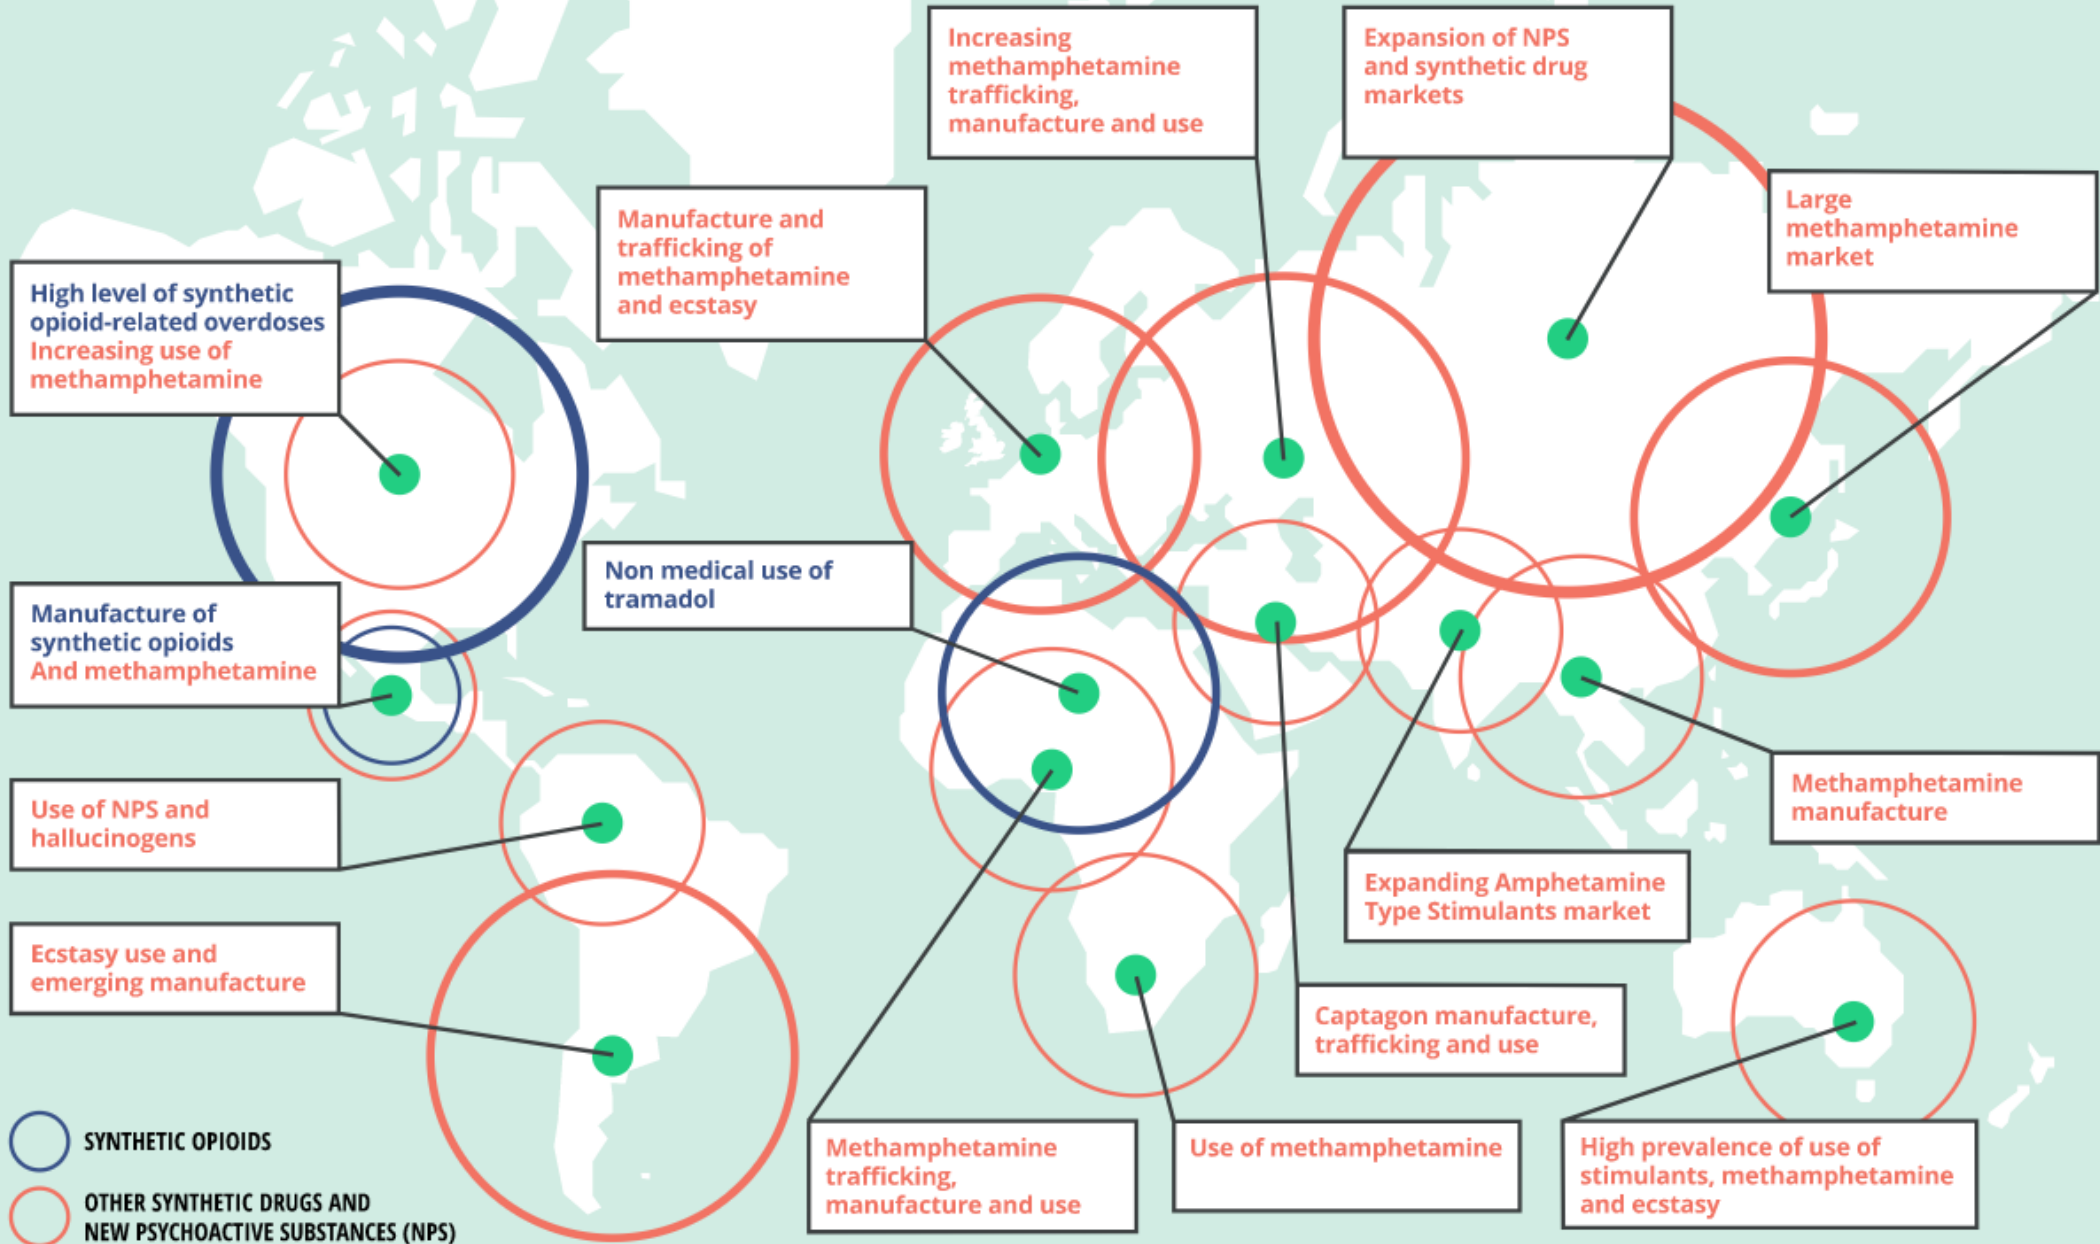 Increasing
methamphetamine
trafficking,
manufacture and use
Expansion of NPS
and synthetic drug
markets
Large
methamphetamine
market
Manufacture and
trafficking of
methamphetamine
and ecstasy
High level of synthetic
opioid-related overdoses
Increasing use of
methamphetamine
Non medical use of
tramadol
Manufacture of
synthetic opioids
And methamphetamine
Use of NPS and
hallucinogens
Methamphetamine
manufacture
Expanding Amphetamine
Type Stimulants market
Ecstasy use and
emerging manufacture
Captagon manufacture,
trafficking and use
Methamphetamine
trafficking,
manufacture and use
Use of methamphetamine
High prevalence of use of
stimulants, methamphetamine
and ecstasy
SYNTHETIC OPIOIDS
OTHER SYNTHETIC DRUGS AND
NEW PSYCHOACTIVE SUBSTANCES (NPS)